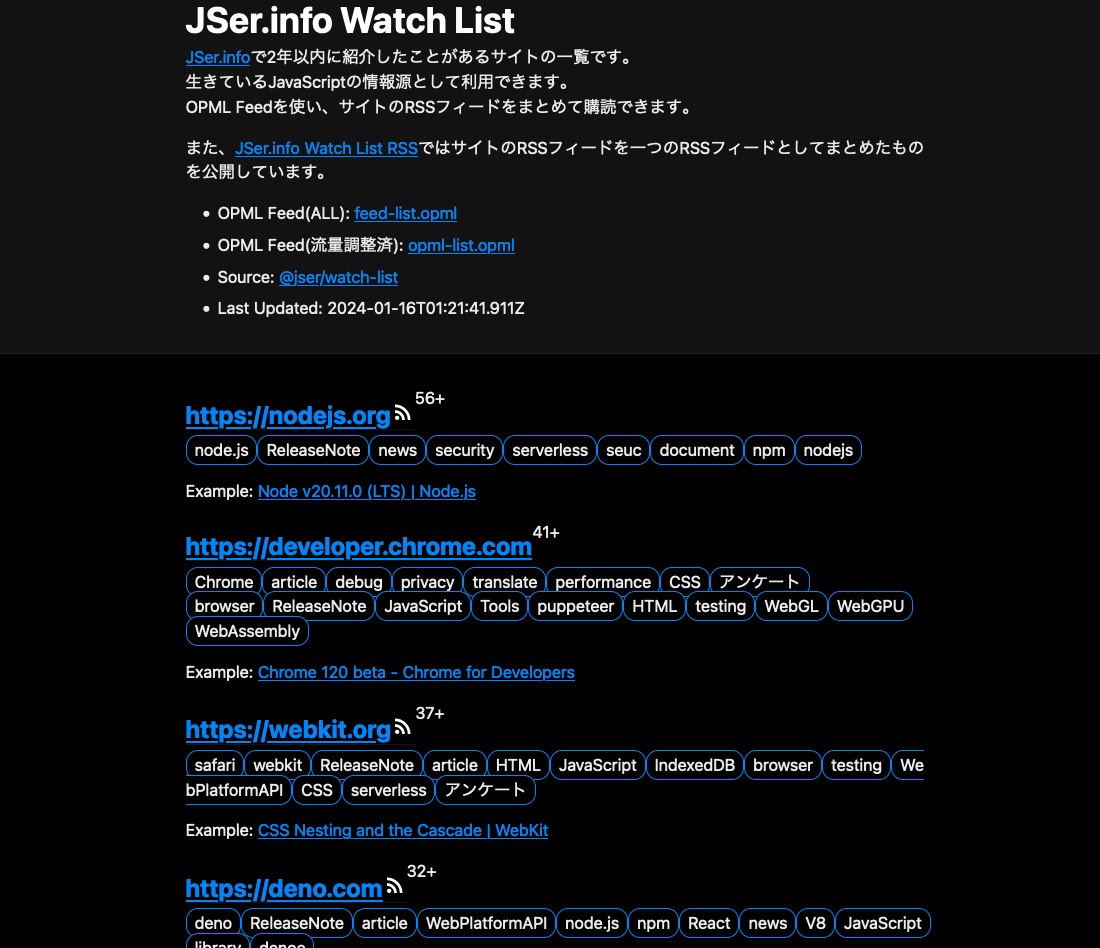 JSer.info Watch List
JSer.infoで2年以内に紹介したことがあるサイトの一覧です。
生きているJavaScriptの情報源として利用できます。
OPML Feedを使い、サイトのRSSフィードをまとめて購読できます。
また、JSer.info Watch List RSSではサイトのRSSフィードを一つのRSSフィードとしてまとめたもの
を公開しています。
• OPML Feed(ALL): feed-list.opml
• OPML Feed(流量調整済): opml-list.opml
• Source: @jser/watch-list
• Last Updated: 2024-01-16T01:21:41.911Z
https://nodejs.org 56+
node.js ReleaseNote news security serverless seuc document npm nodejs
Example: Node v20.11.0 (LTS) | Node.js
https://developer.chrome.com 41+
Chrome article debug privacy translate performance CSS アンケート
browser ReleaseNote JavaScript Tools puppeteer HTML testing WebGL WebGPU
WebAssembly
Example: Chrome 120 beta - Chrome for Developers
https://webkit.org 37+
safari webkit ReleaseNote article HTML JavaScript IndexedDB browser testing We
bPlatformAPI CSS serverless アンケート
Example: CSS Nesting and the Cascade | WebKit
https://deno.com 32+
deno ReleaseNote article WebPlatformAPI node.js npm React news V8 JavaScript
library